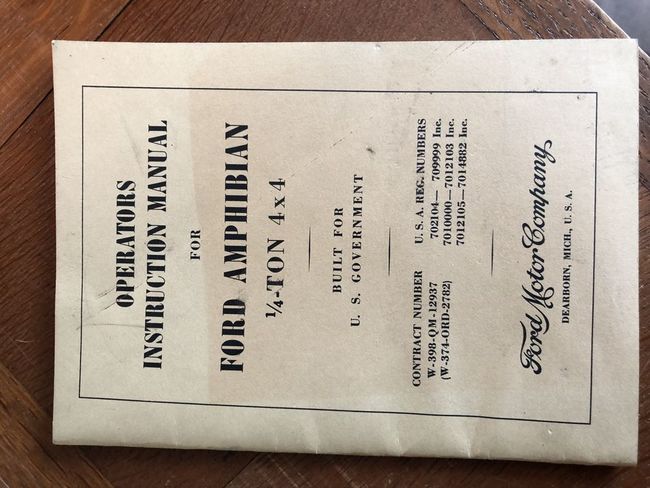 OPERATORS
INSTRUCTION MANUAL
FOR
FORD AMPHIBIAN
¼-TON 4 x 4
BUILT FOR
U. S. GOVERNMENT
CONTRACT NUMBER
W-398-QM-12937
(W-374-ORD-2782)
U. S. A. REG. NUMBERS
702104— 709999 Inc.
7010000—7012103 Inc.
7012105—7014882 Inc.
Ford Motor Company
DEARBORN, MICH., U. S. A.